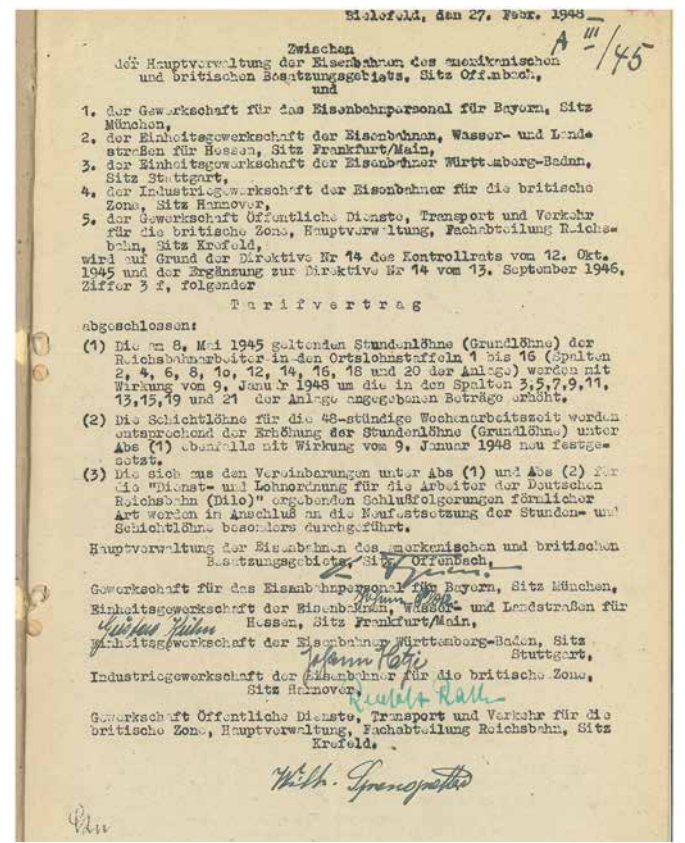 Bielefeld, den 27. Febr. 1948
A III/45
Zwischen
der Hauptverwaltung der Eisenbahnen des amerikanischen
und britischen Besatzungsgebiets, Sitz Offenbach,
und
1. der Gewerkschaft für das Eisenbahnpersonal für Bayern, Sitz
München,
2. der Einheitsgewerkschaft der Eisenbahnen, Wasser- und Land=
straßen für Hessen, Sitz Frankfurt/Main,
3. der Einheitsgewerkschaft der Eisenbahner Württemberg-Baden,
Sitz Stuttgart,
4. der Industriegewerkschaft der Eisenbahner für die britische
Zone, Sitz Hannover,
5. der Gewerkschaft Öffentliche Dienste, Transport und Verkehr
für die britische Zone, Hauptverwaltung, Fachabteilung Reichs=
bahn, Sitz Krefeld,
wird auf Grund der Direktive Nr 14 des Kontrollrats vom 12. Okt.
1945 und der Ergänzung zur Direktive Nr 14 vom 13. September 1946,
Ziffer 3 f, folgender
T a r i f v e r t r a g
abgeschlossen:
(1) Die am 8. Mai 1945 geltenden Stundenlöhne (Grundlöhne) der
Reichsbahnarbeiter in den Ortslohnstaffeln 1 bis 16 (Spalten
2, 4, 6, 8, 10, 12, 14, 16, 18 und 20 der Anlage) werden mit
Wirkung vom 9. Januar 1948 um die in den Spalten 3,5,7,9,11,
13,15,19 und 21 der Anlage angegebenen Beträge erhöht.
(2) Die Schichtlöhne für die 48-stündige Wochenarbeitszeit werden
entsprechend der Erhöhung der Stundenlöhne (Grundlöhne) unter
Abs (1) ebenfalls mit Wirkung vom 9. Januar 1948 neu festge=
setzt.
(3) Die sich aus den Vereinbarungen unter Abs (1) und Abs (2) für
die "Dienst- und Lohnordnung für die Arbeiter der Deutschen
Reichsbahn (Dilo)" ergebenden Schlußfolgerungen förmlicher
Art werden in Anschluß an die Neufestsetzung der Stunden- und
Schichtlöhne besonders durchgeführt.
Hauptverwaltung der Eisenbahnen des amerkanischen und britischen
Besatzungsgebiets, Sitz Offenbach,
Gewerkschaft für das Eisenbahnpersonal für Bayern, Sitz München,
Johann
Einheitsgewerkschaft der Eisenbahnen, Wasser- und Landstraßen für
Hessen, Sitz Frankfurt/Main,
Gustav
Einheitsgewerkschaft der Eisenbahner Württemberg-Baden, Sitz
Stuttgart,
Johann Hatje
Industriegewerkschaft der Eisenbahner für die britische Zone,
Sitz Hannover,
Gewerkschaft Öffentliche Dienste, Transport und Verkehr für die
britische Zone, Hauptverwaltung, Fachabteilung Reichsbahn, Sitz
Krefeld.
Wilh.